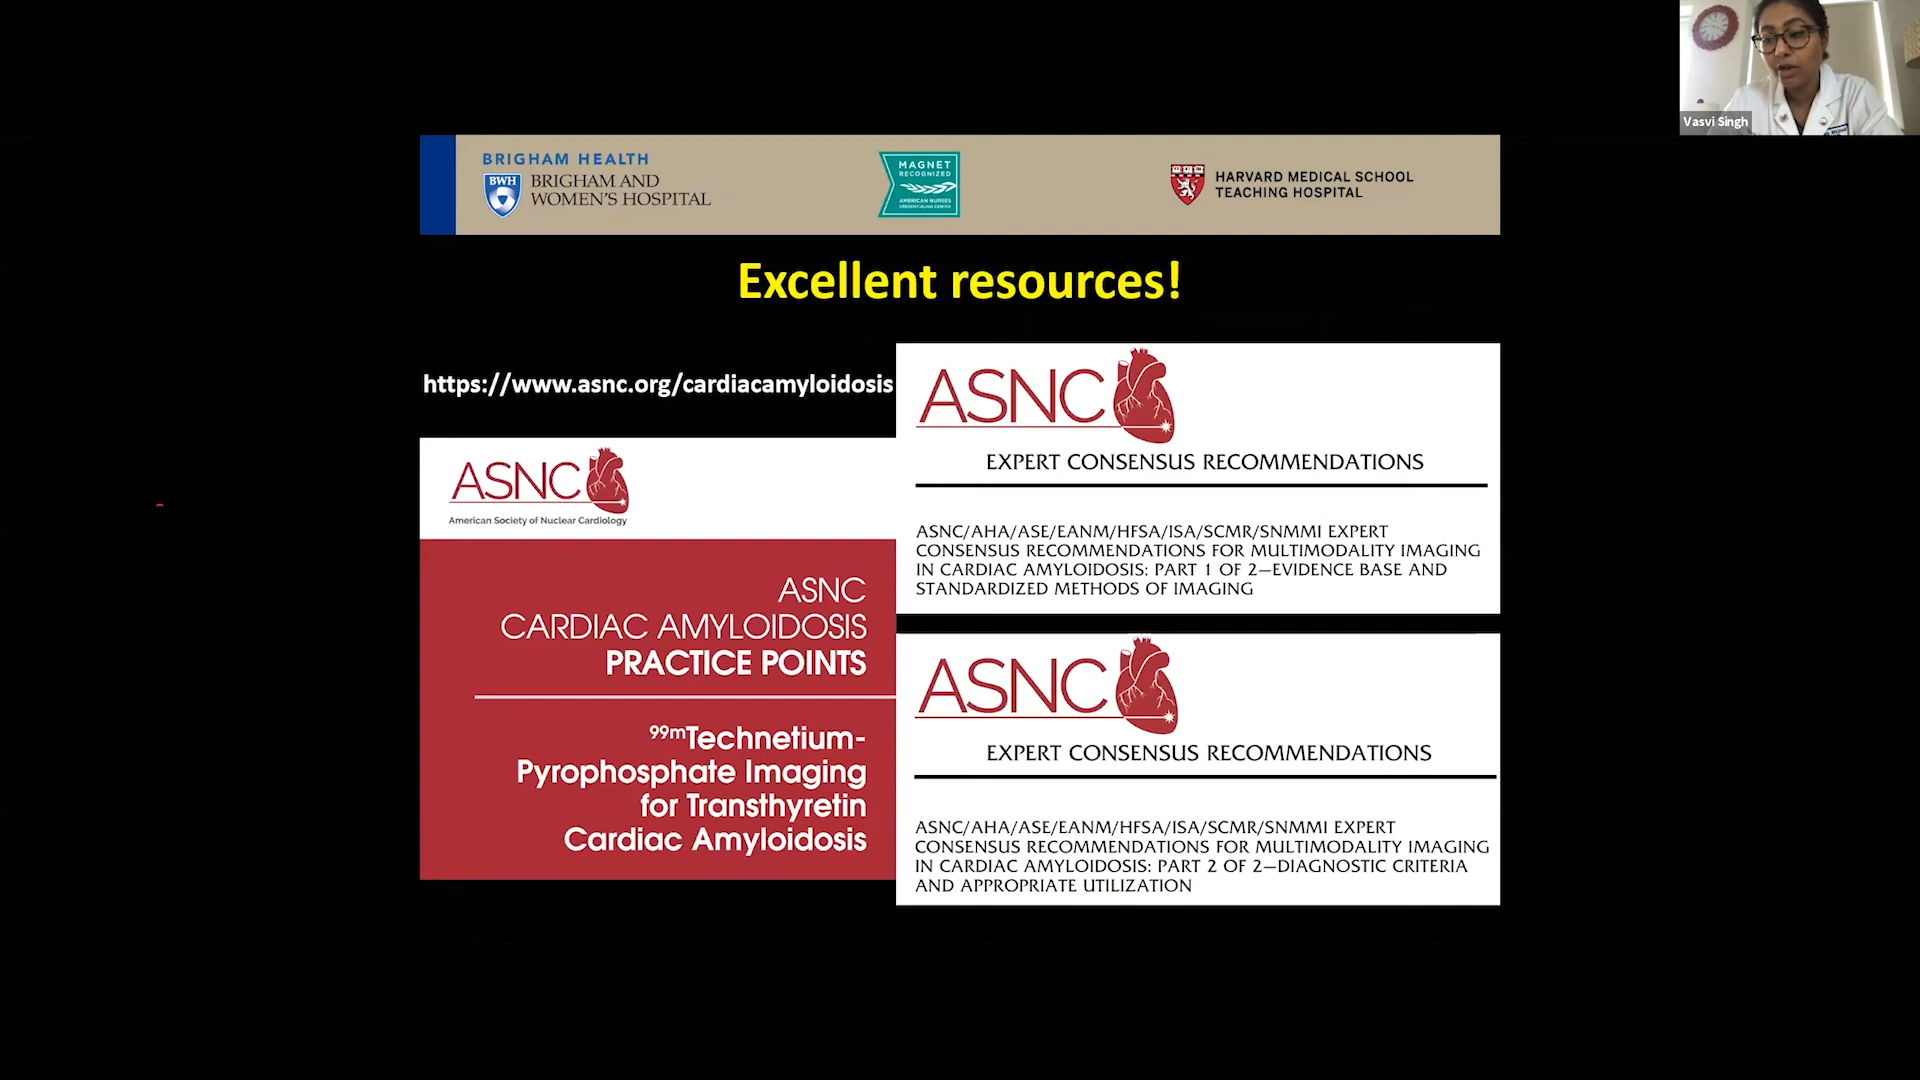 Vasvi Singh
BRIGHAM HEALTH
BWH
BRIGHAM AND
WOMEN'S HOSPITAL
MAGNET
RECOGNIZED
AMERICAN NURSES
CREDENTIALING CENTER
HARVARD MEDICAL SCHOOL
TEACHING HOSPITAL
Excellent resources!
https://www.asnc.org/cardiacamyloidosis
ASNC
American Society of Nuclear Cardiology
ASNC
CARDIAC AMYLOIDOSIS
PRACTICE POINTS
99mTechnetium-
Pyrophosphate Imaging
for Transthyretin
Cardiac Amyloidosis
ASNC
EXPERT CONSENSUS RECOMMENDATIONS
ASNC/AHA/ASE/EANM/HFSA/ISA/SCMR/SNMMI EXPERT
CONSENSUS RECOMMENDATIONS FOR MULTIMODALITY IMAGING
IN CARDIAC AMYLOIDOSIS: PART 1 OF 2—EVIDENCE BASE AND
STANDARDIZED METHODS OF IMAGING
ASNC
EXPERT CONSENSUS RECOMMENDATIONS
ASNC/AHA/ASE/EANM/HFSA/ISA/SCMR/SNMMI EXPERT
CONSENSUS RECOMMENDATIONS FOR MULTIMODALITY IMAGING
IN CARDIAC AMYLOIDOSIS: PART 2 OF 2—DIAGNOSTIC CRITERIA
AND APPROPRIATE UTILIZATION